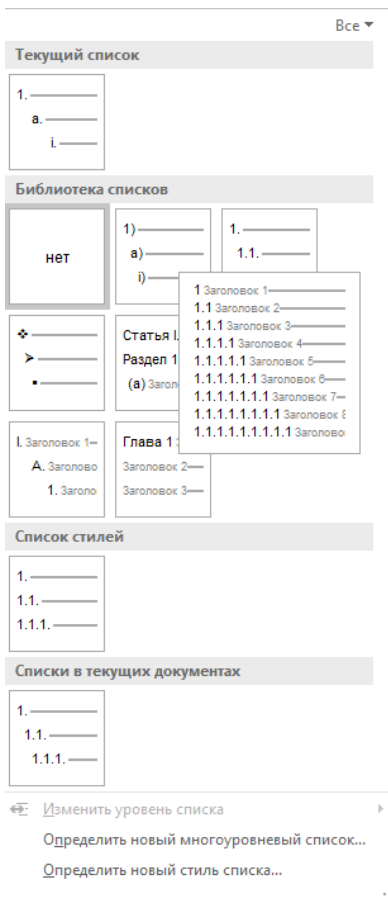 Все
Текущий список
1.
a.
i.
Библиотека списков
нет
1)
a)
i)
1.
1.1.
1 Заголовок 1
1.1 Заголовок 2
1.1.1 Заголовок 3
1.1.1.1 Заголовок 4
1.1.1.1.1 Заголовок 5
1.1.1.1.1.1 Заголовок 6
1.1.1.1.1.1.1 Заголовок 7
1.1.1.1.1.1.1.1 Заголовок 8
1.1.1.1.1.1.1.1.1 Заголово
Статья I.
Раздел 1
(a) Загол
I. Заголовок 1
A. Заголово
1. Заголо
Глава 1
Заголовок 2
Заголовок 3
Список стилей
1.
1.1.
1.1.1.
Списки в текущих документах
1.
1.1.
1.1.1.
Изменить уровень списка
Определить новый многоуровневый список...
Определить новый стиль списка...